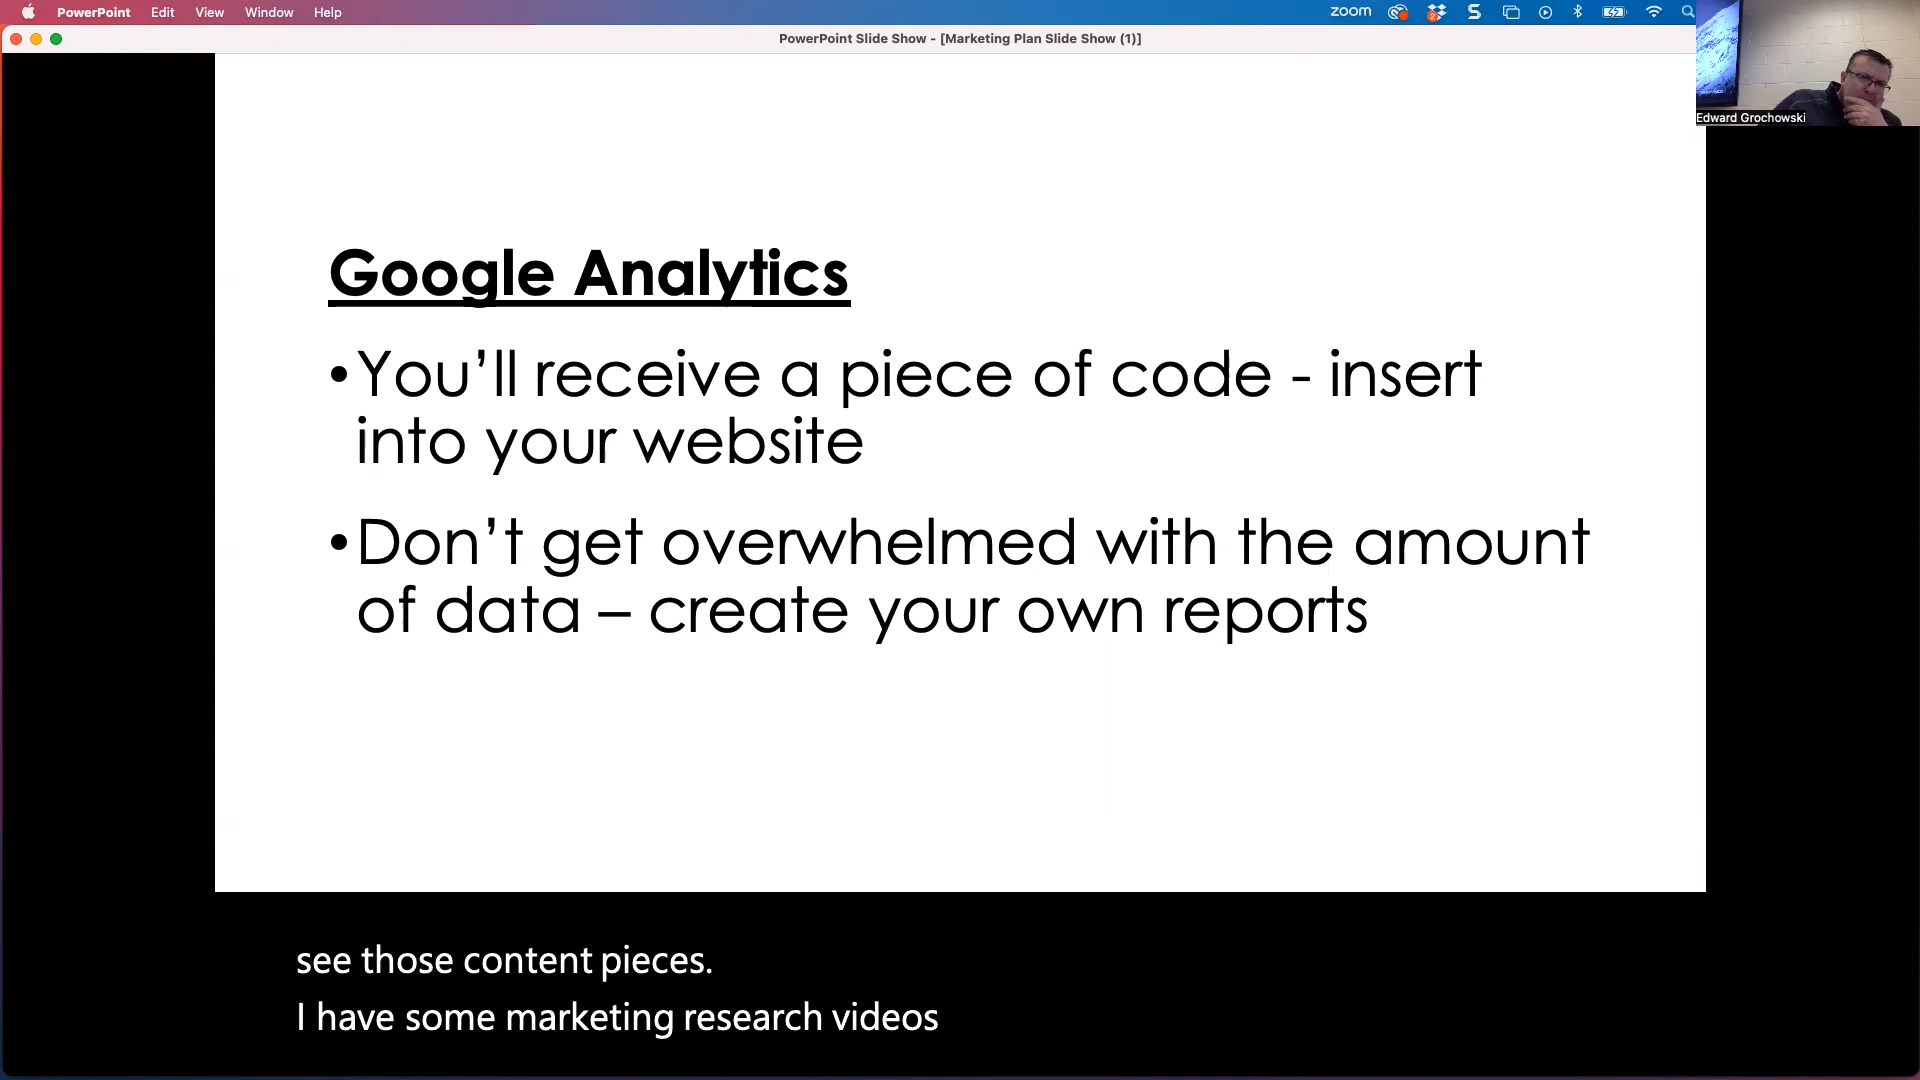 PowerPoint Edit View Window Help zoom
PowerPoint Slide Show - [Marketing Plan Slide Show (1)]
Edward Grochowski
Google Analytics
•You’ll receive a piece of code - insert
into your website
•Don’t get overwhelmed with the amount
of data – create your own reports
see those content pieces.
I have some marketing research videos